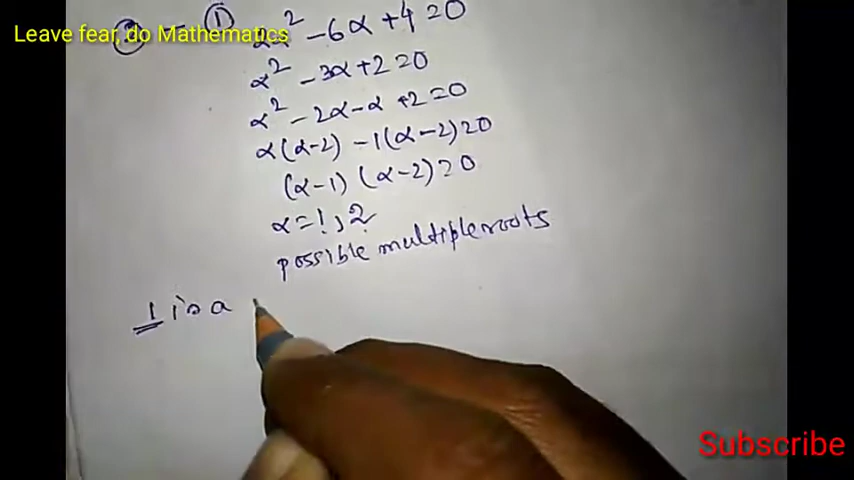 ② - ①
2α² - 6α + 4 = 0
Leave fear, do Mathematics
α² - 3α + 2 = 0
α² - 2α - α + 2 = 0
α(α-2) - 1(α-2) = 0
(α-1) (α-2) = 0
α = 1, 2
possible multiple roots
1 is a
Subscribe